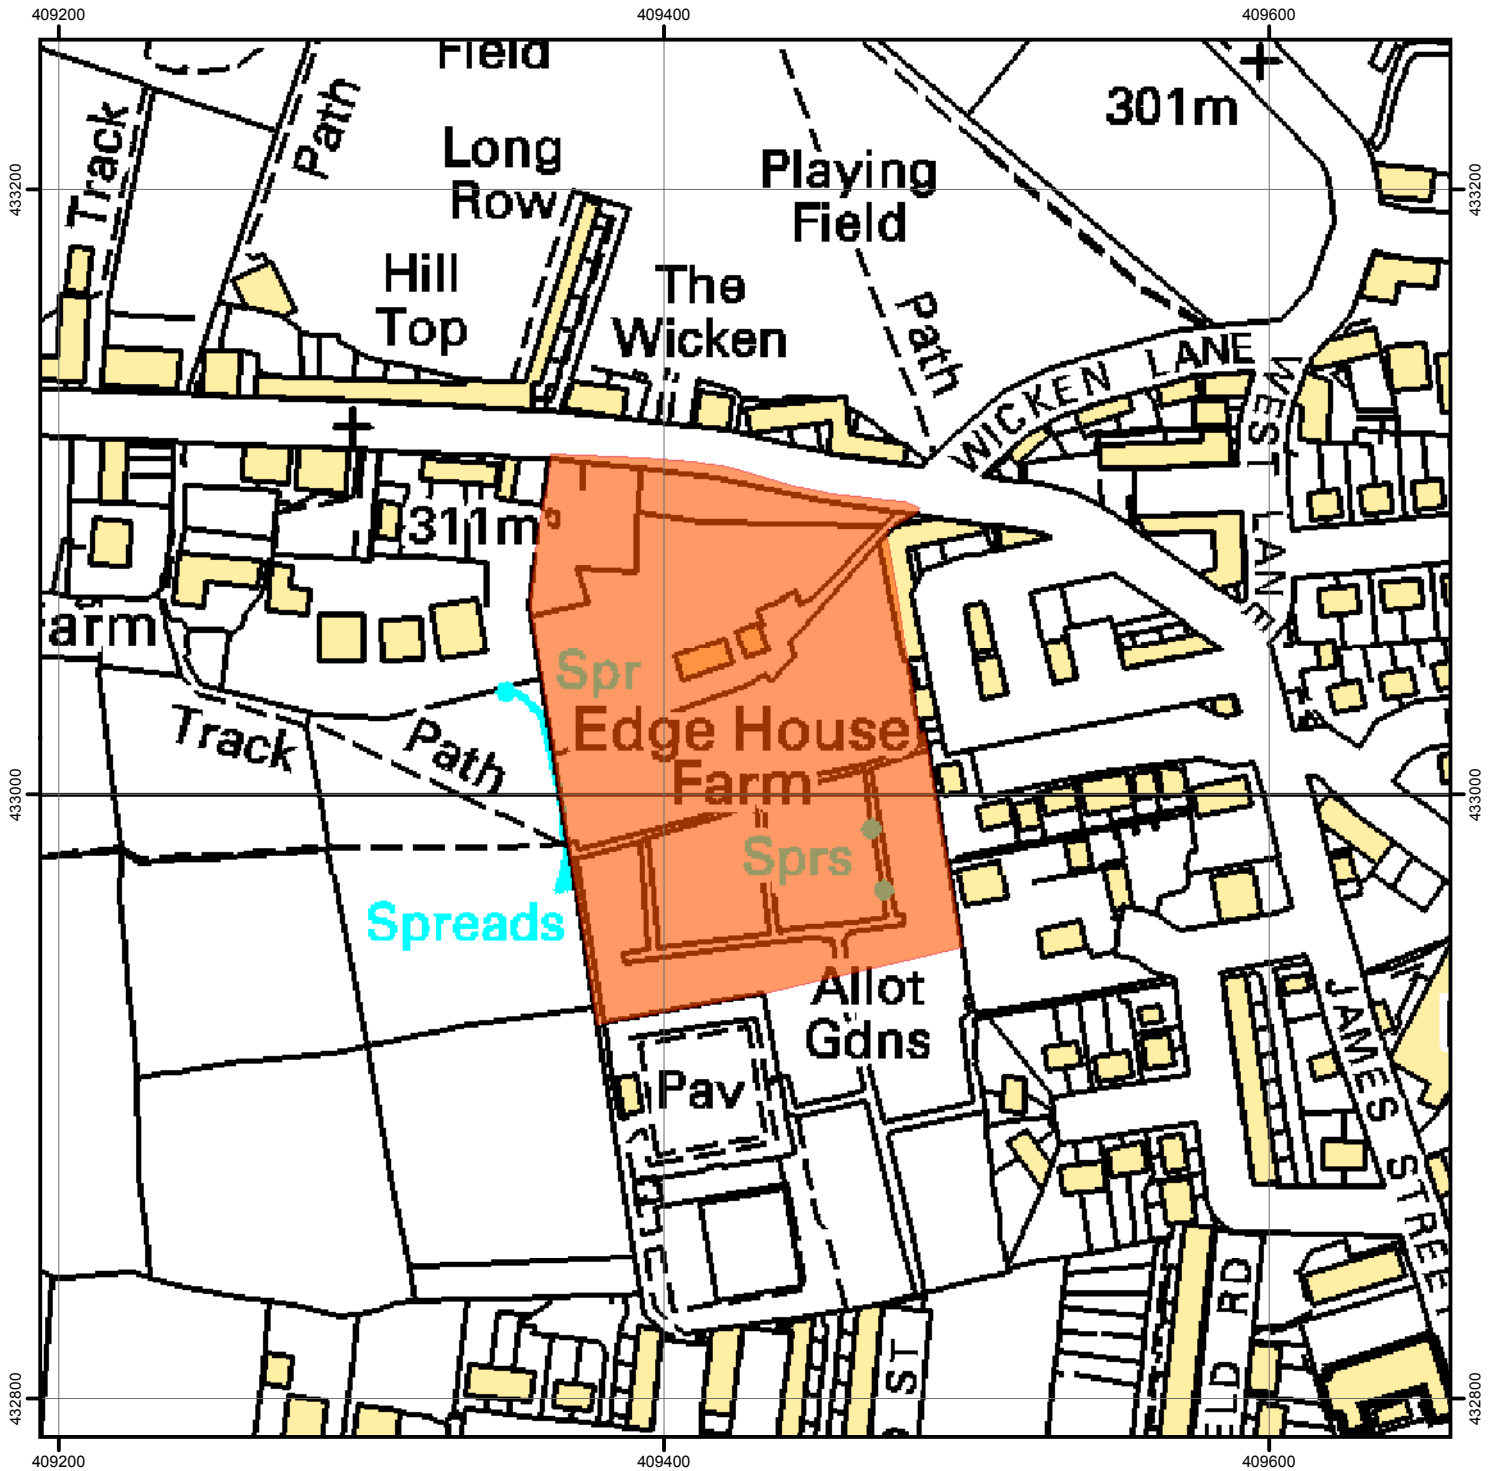 409200
409400
409600
Field
301m
Track
Path
Long
Row
Playing
Field
433200
433200
Hill
Top
The
Wicken
Path
WICKEN LANE
WEST LANE
311m
arm
Spr
Track
Path
Edge House
Farm
433000
433000
Sprs
Spreads
Allot
Gdns
JAMES STREET
Pav
ST
ELD RD
432800
432800
409200
409400
409600